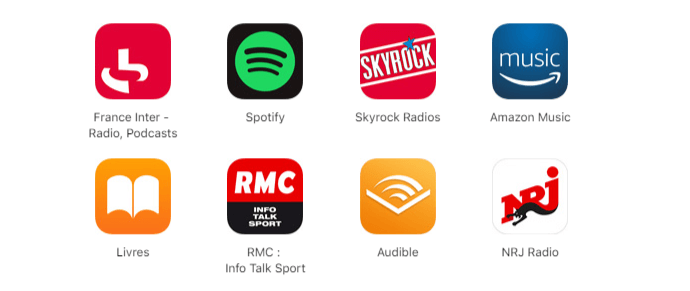 SKYROCK
music
France Inter -
Radio, Podcasts
Spotify
Skyrock Radios
Amazon Music
RMC
INFO
TALK
SPORT
NRJ
Livres
RMC :
Info Talk Sport
Audible
NRJ Radio